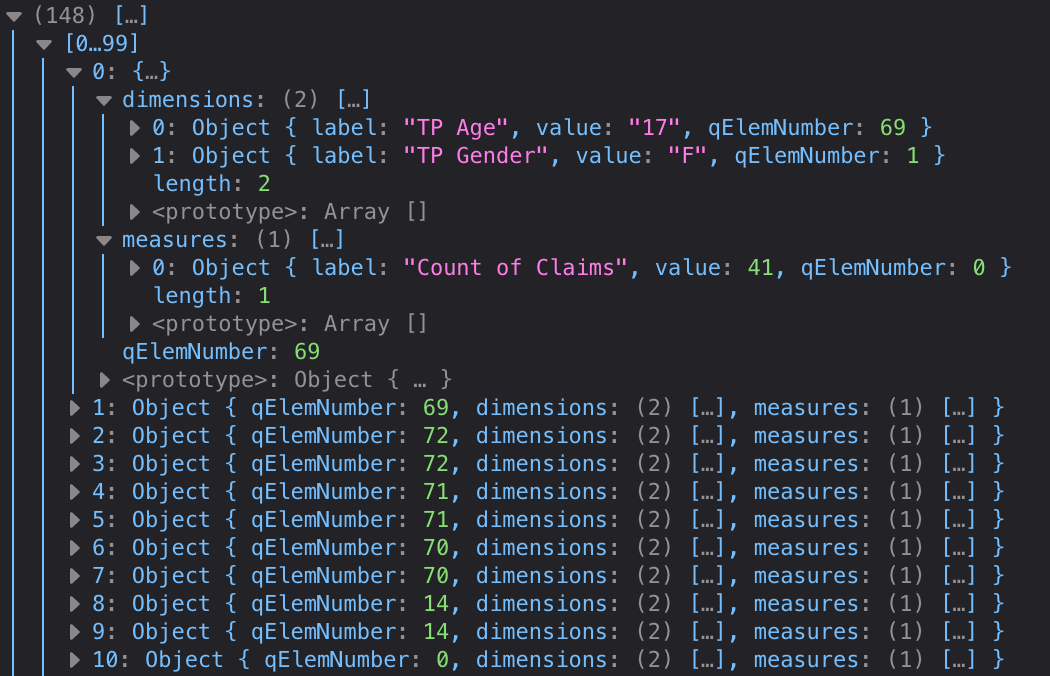 (148) […]
[0…99]
0: {…}
dimensions: (2) […]
0: Object { label: "TP Age", value: "17", qElemNumber: 69 }
1: Object { label: "TP Gender", value: "F", qElemNumber: 1 }
length: 2
<prototype>: Array []
measures: (1) […]
0: Object { label: "Count of Claims", value: 41, qElemNumber: 0 }
length: 1
<prototype>: Array []
qElemNumber: 69
<prototype>: Object { … }
1: Object { qElemNumber: 69, dimensions: (2) […], measures: (1) […] }
2: Object { qElemNumber: 72, dimensions: (2) […], measures: (1) […] }
3: Object { qElemNumber: 72, dimensions: (2) […], measures: (1) […] }
4: Object { qElemNumber: 71, dimensions: (2) […], measures: (1) […] }
5: Object { qElemNumber: 71, dimensions: (2) […], measures: (1) […] }
6: Object { qElemNumber: 70, dimensions: (2) […], measures: (1) […] }
7: Object { qElemNumber: 70, dimensions: (2) […], measures: (1) […] }
8: Object { qElemNumber: 14, dimensions: (2) […], measures: (1) […] }
9: Object { qElemNumber: 14, dimensions: (2) […], measures: (1) […] }
10: Object { qElemNumber: 0, dimensions: (2) […], measures: (1) […] }